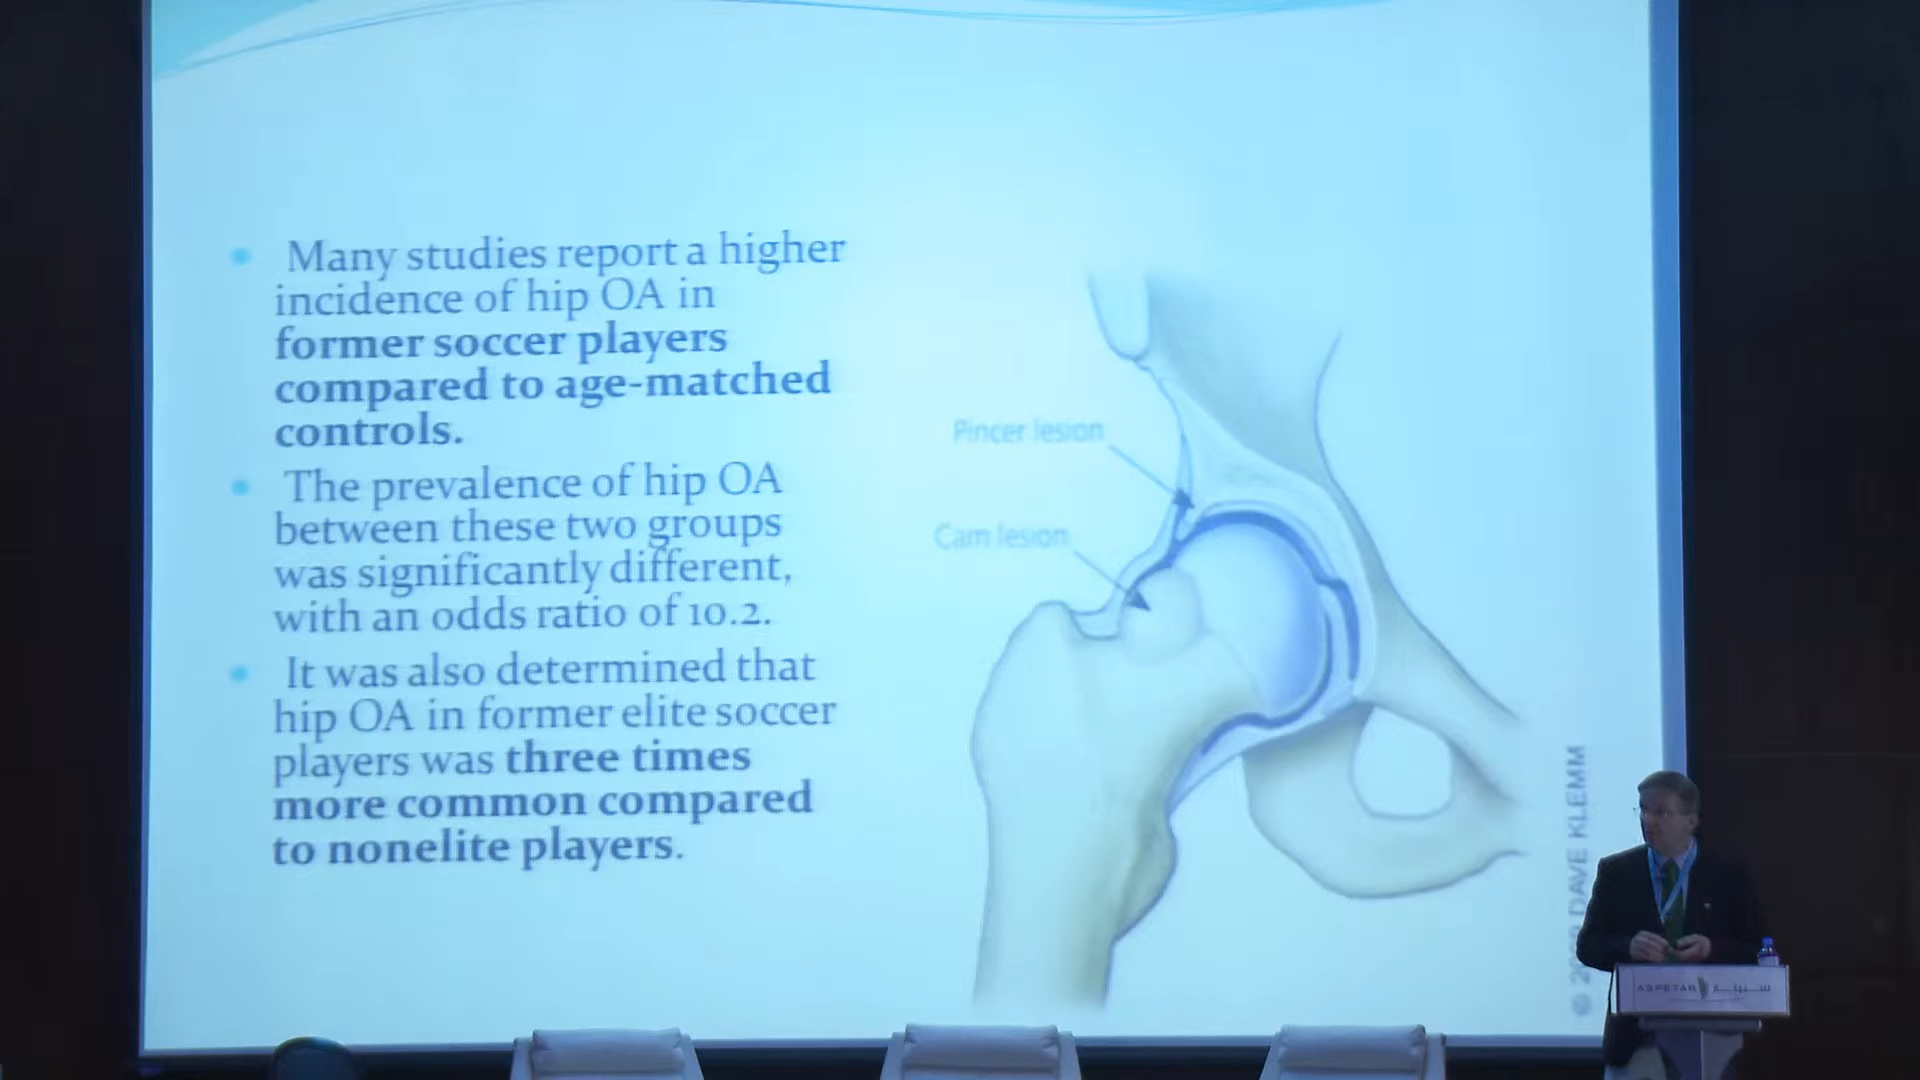 Many studies report a higher
incidence of hip OA in
former soccer players
compared to age-matched
controls.
The prevalence of hip OA
between these two groups
was significantly different,
with an odds ratio of 10.2.
It was also determined that
hip OA in former elite soccer
players was three times
more common compared
to nonelite players.
Pincer lesion
Cam lesion
© DAVE KLEMM
ASPETAR سبيتار